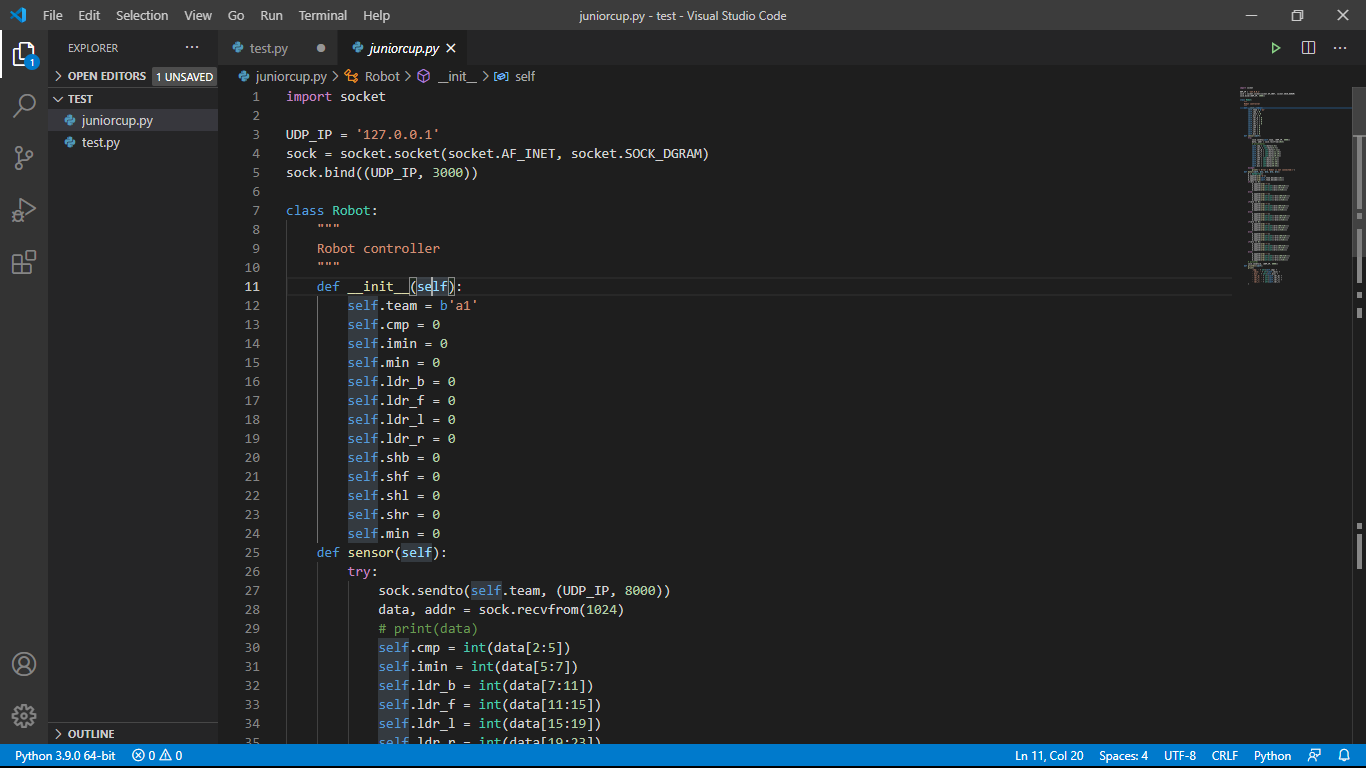 File Edit Selection View Go Run Terminal Help juniorcup.py - test - Visual Studio Code
EXPLORER ···
1
OPEN EDITORS 1 UNSAVED
TEST
juniorcup.py
test.py
OUTLINE
test.py juniorcup.py
juniorcup.py > Robot > __init__ > self
1 import socket
2
3 UDP_IP = '127.0.0.1'
4 sock = socket.socket(socket.AF_INET, socket.SOCK_DGRAM)
5 sock.bind((UDP_IP, 3000))
6
7 class Robot:
8 """
9 Robot controller
10 """
11 def __init__(self):
12 self.team = b'a1'
13 self.cmp = 0
14 self.imin = 0
15 self.min = 0
16 self.ldr_b = 0
17 self.ldr_f = 0
18 self.ldr_l = 0
19 self.ldr_r = 0
20 self.shb = 0
21 self.shf = 0
22 self.shl = 0
23 self.shr = 0
24 self.min = 0
25 def sensor(self):
26 try:
27 sock.sendto(self.team, (UDP_IP, 8000))
28 data, addr = sock.recvfrom(1024)
29 # print(data)
30 self.cmp = int(data[2:5])
31 self.imin = int(data[5:7])
32 self.ldr_b = int(data[7:11])
33 self.ldr_f = int(data[11:15])
34 self.ldr_l = int(data[15:19])
35 self.ldr_r = int(data[19:23])
Python 3.9.0 64-bit 0 0 Ln 11, Col 20 Spaces: 4 UTF-8 CRLF Python